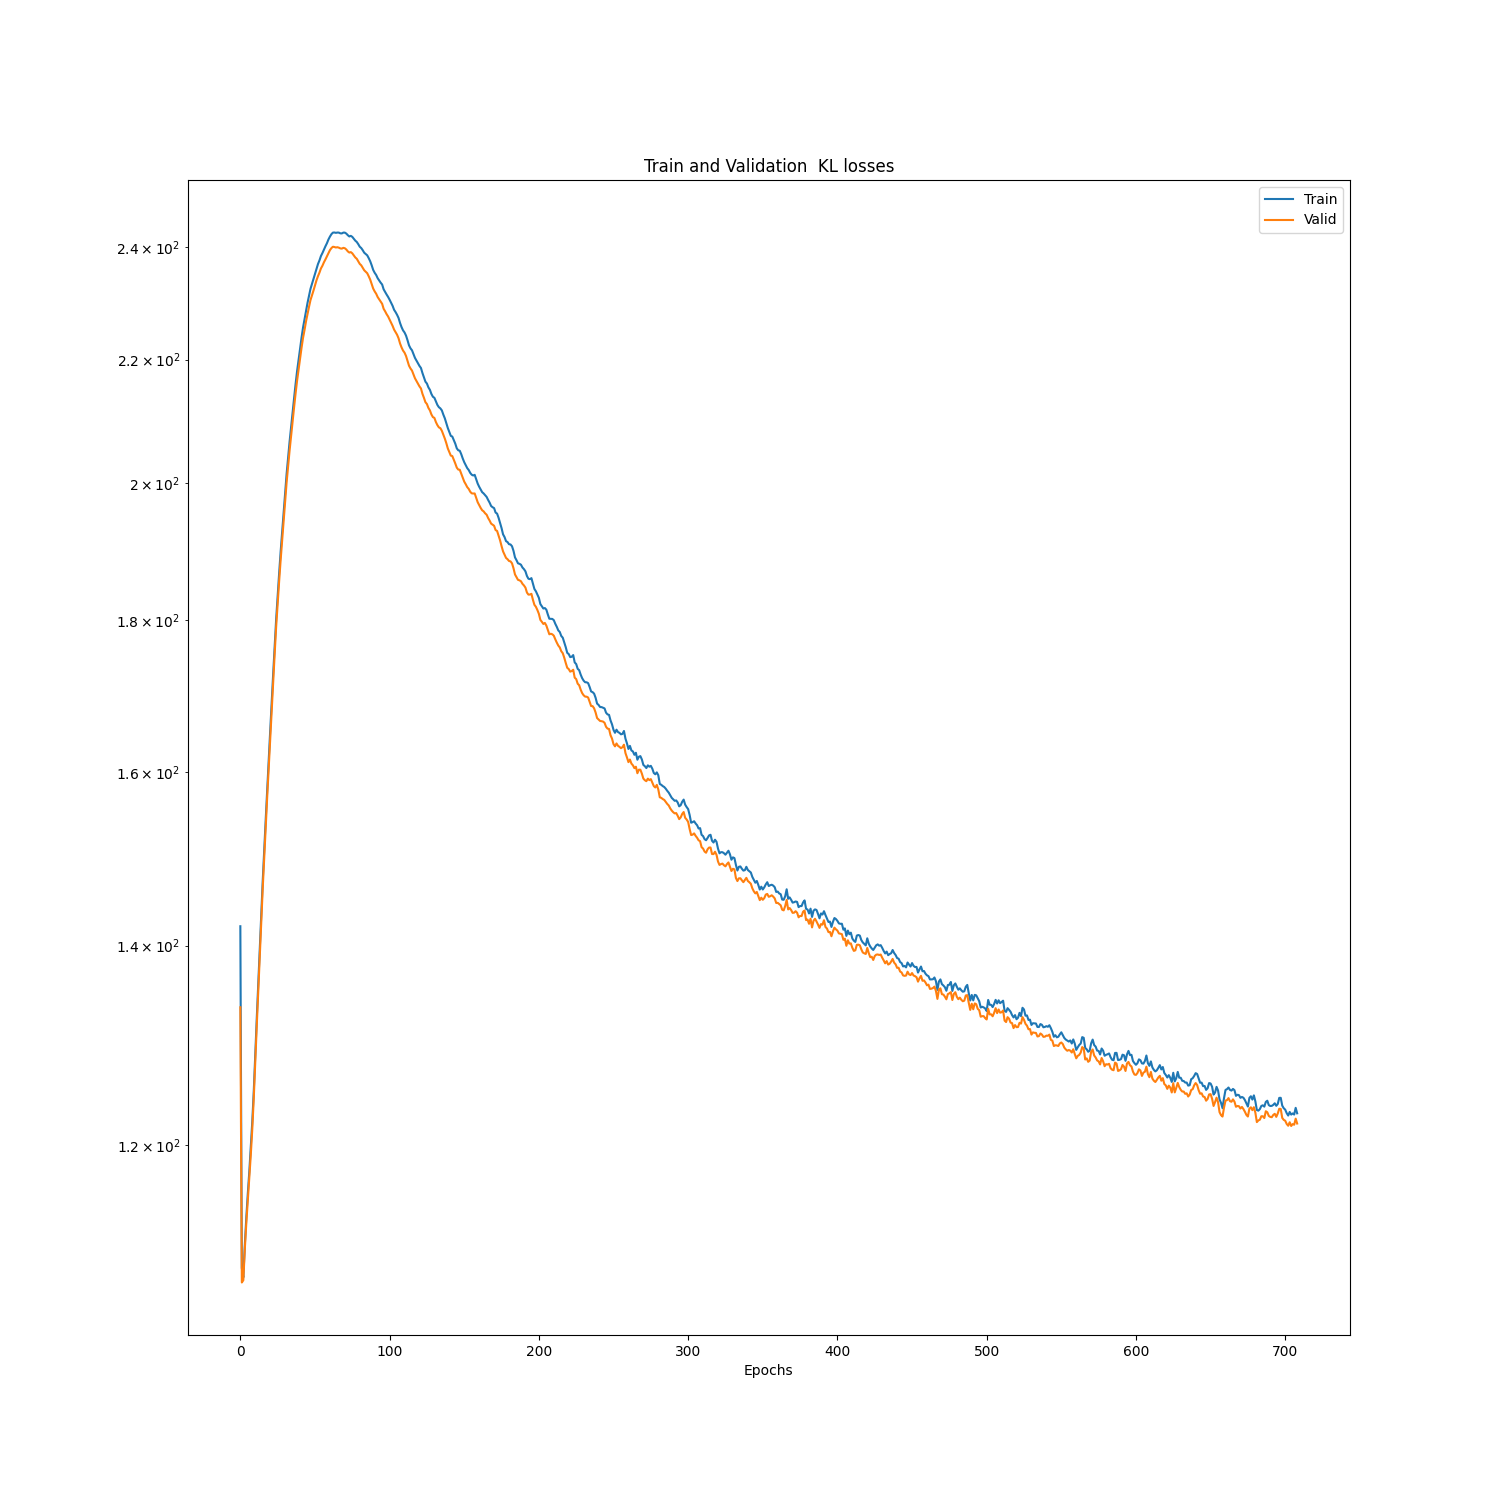 Train and Validation  KL losses
Train
Valid
2.4 × 10²
2.2 × 10²
2 × 10²
1.8 × 10²
1.6 × 10²
1.4 × 10²
1.2 × 10²
0 100 200 300 400 500 600 700
Epochs